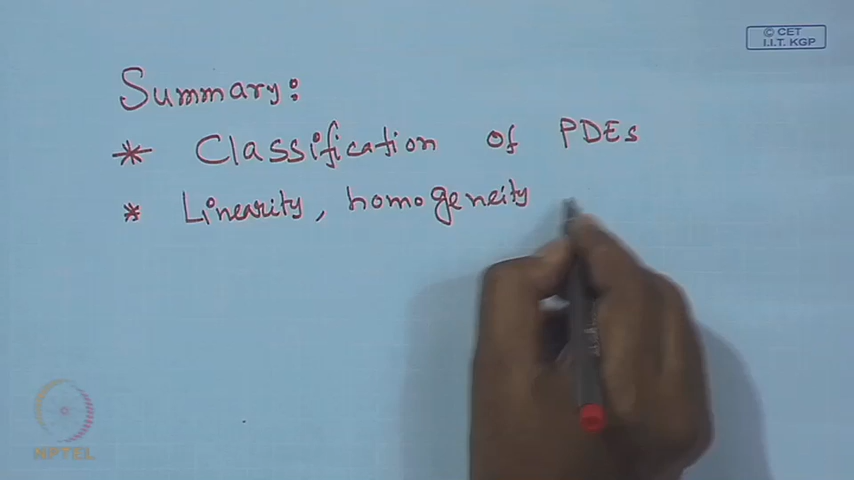 © CET
I.I.T. KGP
Summary:
* Classification of PDEs
* Linearity, homogeneity
NPTEL